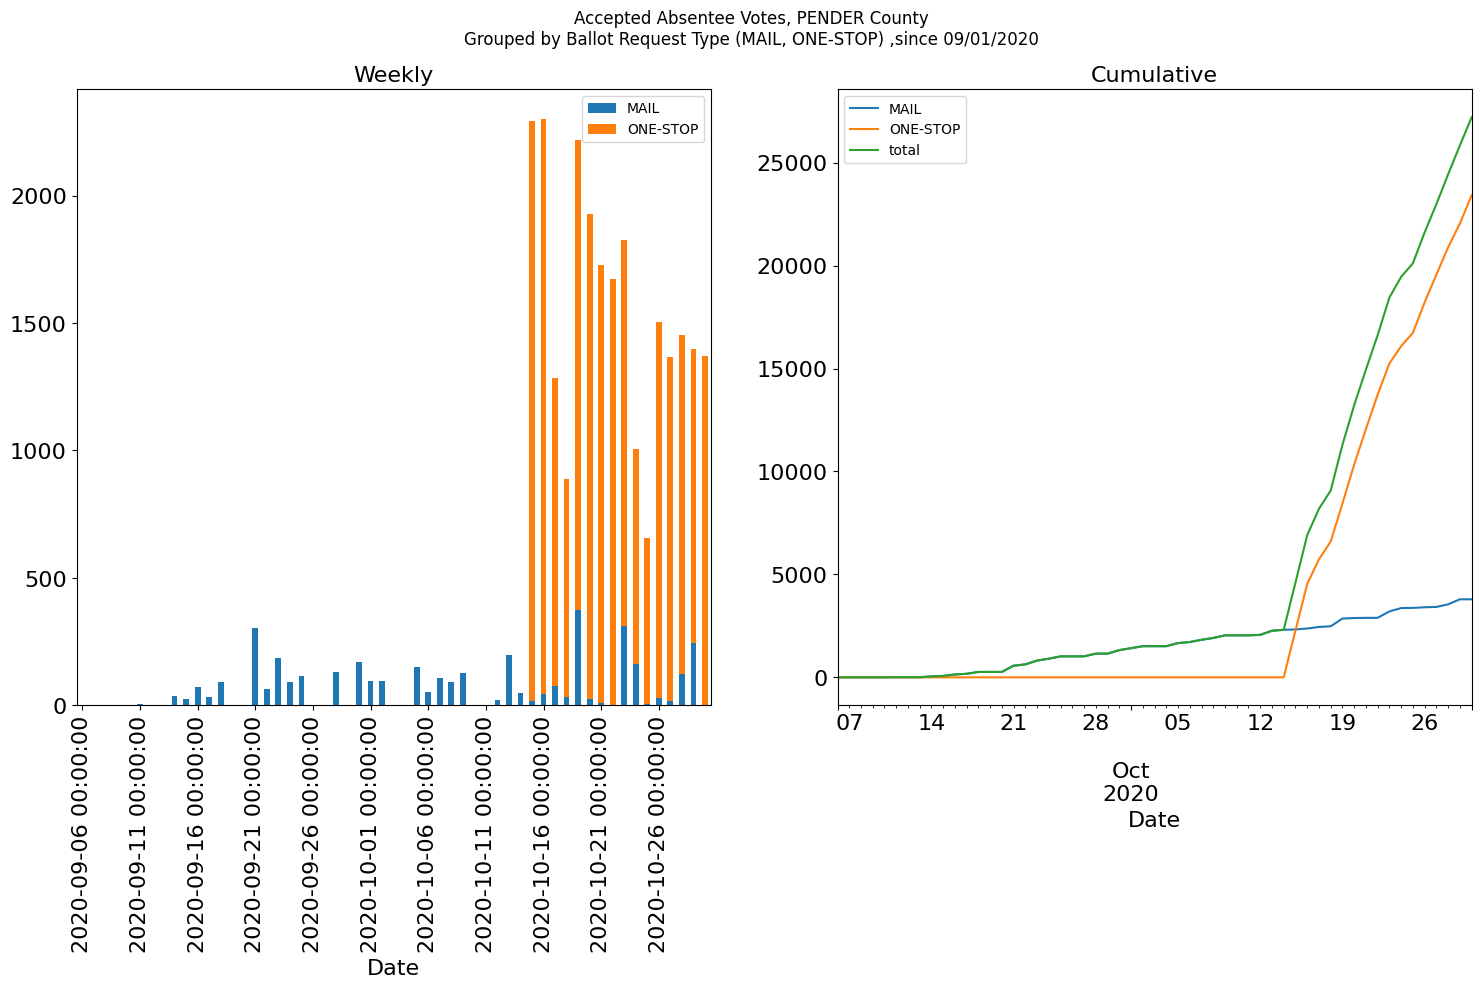 Accepted Absentee Votes, PENDER County
Grouped by Ballot Request Type (MAIL, ONE-STOP) ,since 09/01/2020
Weekly
MAIL
ONE-STOP
2000
1500
1000
500
0
2020-09-06 00:00:00
2020-09-11 00:00:00
2020-09-16 00:00:00
2020-09-21 00:00:00
2020-09-26 00:00:00
2020-10-01 00:00:00
2020-10-06 00:00:00
2020-10-11 00:00:00
2020-10-16 00:00:00
2020-10-21 00:00:00
2020-10-26 00:00:00
Date
Cumulative
MAIL
ONE-STOP
total
25000
20000
15000
10000
5000
0
07 14 21 28 05 12 19 26
Oct
2020
Date